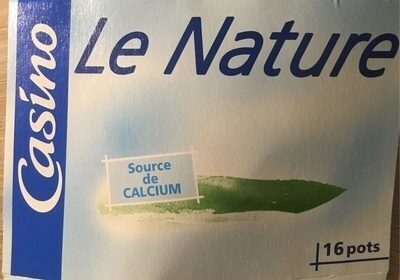 Casino
Le Nature
Source
de
CALCIUM
16 pots